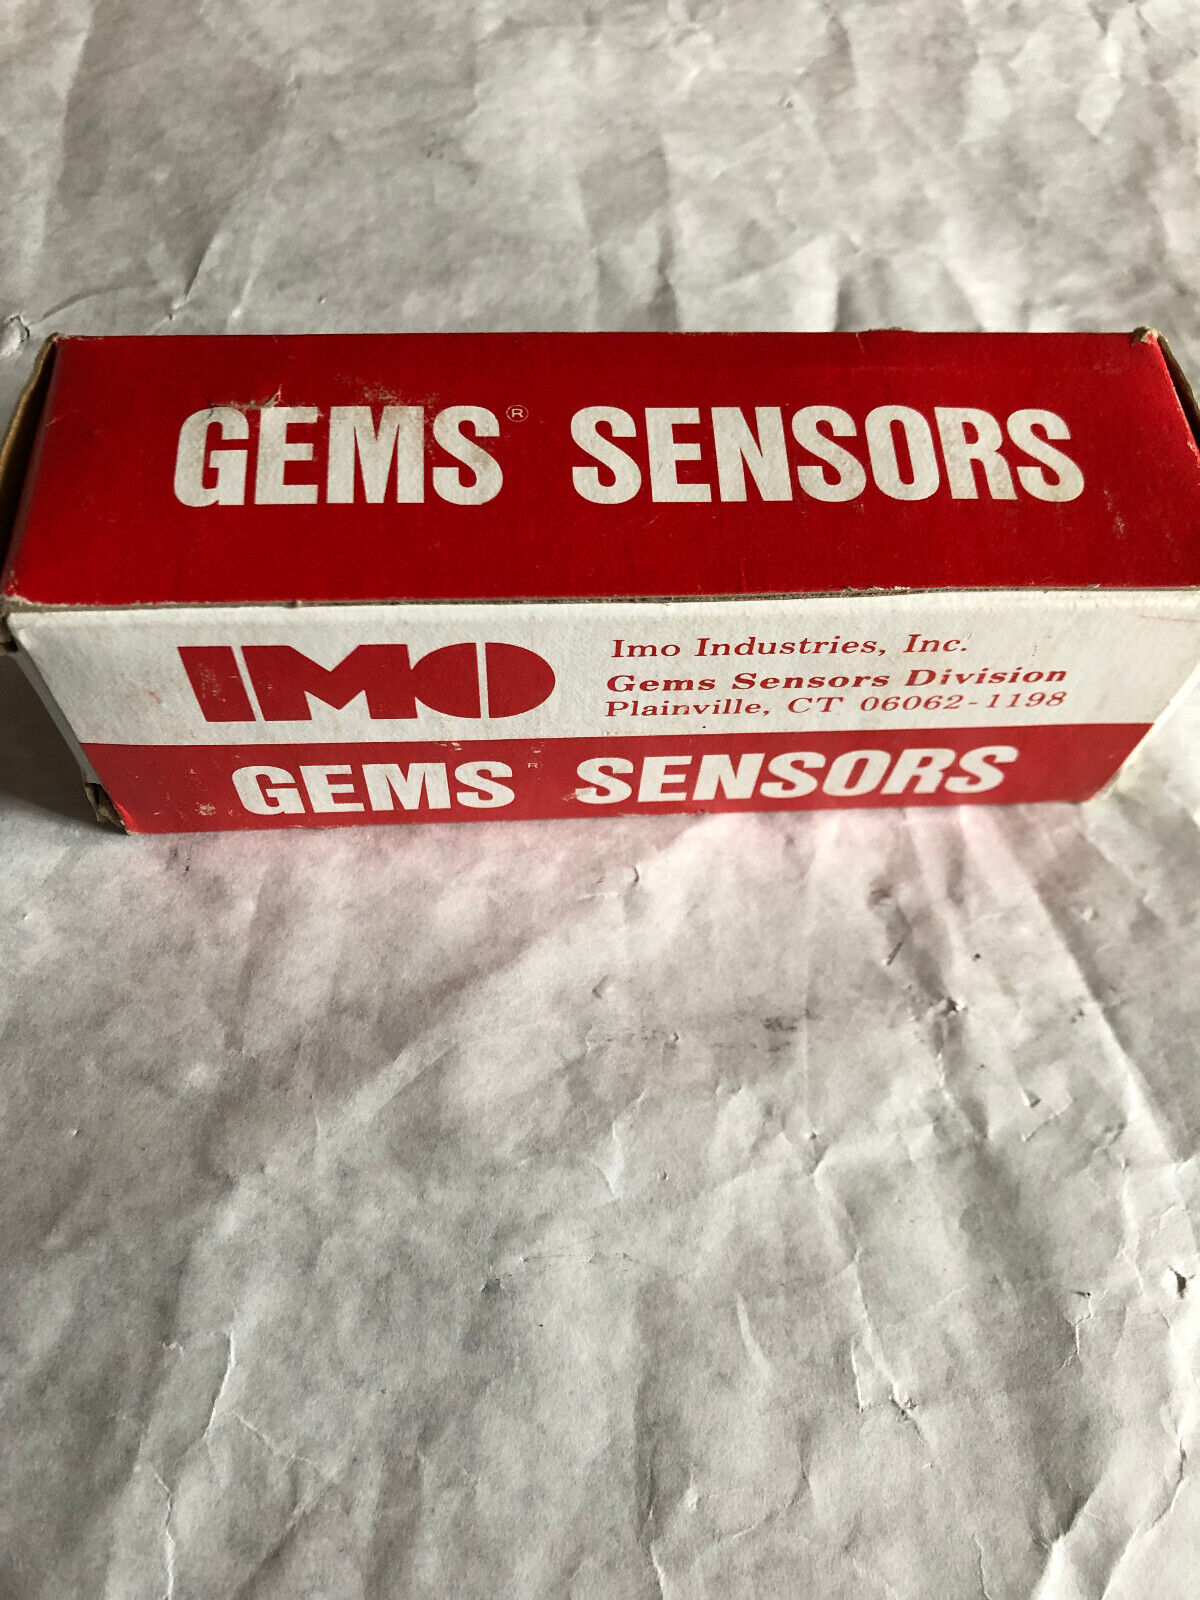 GEMS® SENSORS
IMO
Imo Industries, Inc.
Gems Sensors Division
Plainville, CT 06062-1198
GEMS® SENSORS